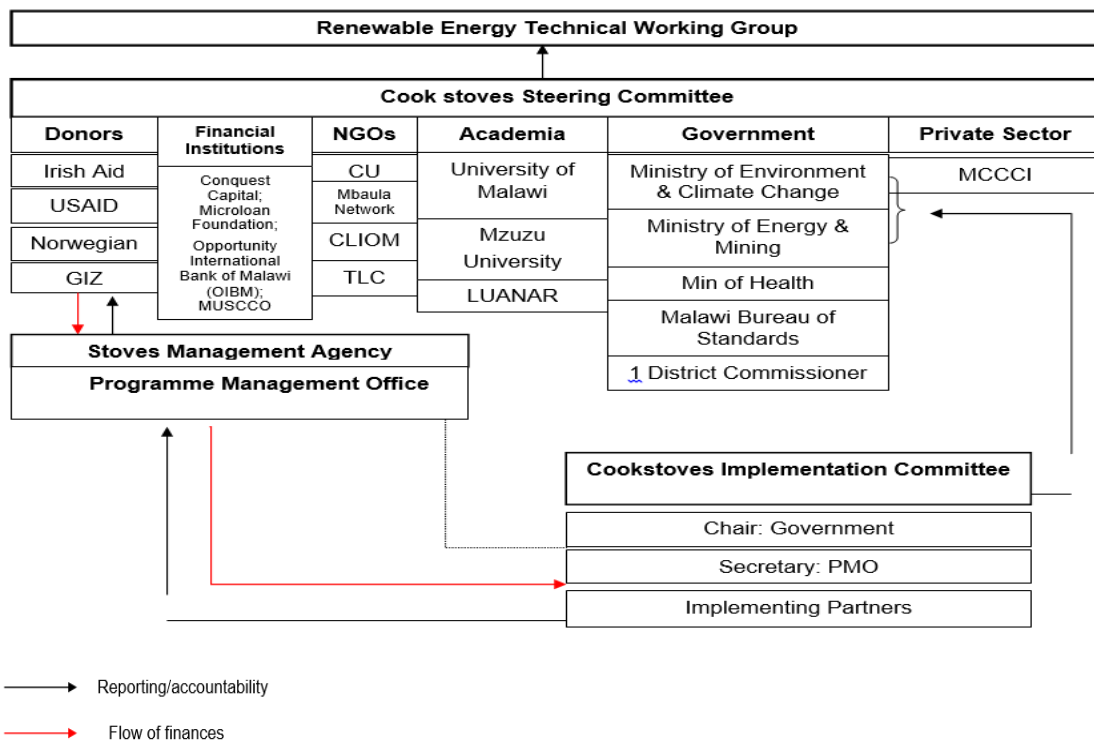 Renewable Energy Technical Working Group
Cook stoves Steering Committee
Donors
Irish Aid
USAID
Norwegian
GIZ
Financial
Institutions
Conquest
Capital;
Microloan
Foundation;
Opportunity
International
Bank of Malawi
(OIBM);
MUSCCO
NGOs
CU
Mbaula
Network
CLIOM
TLC
Academia
University of
Malawi
Mzuzu
University
LUANAR
Government
Ministry of Environment
& Climate Change
Ministry of Energy &
Mining
Min of Health
Malawi Bureau of
Standards
1 District Commissioner
Private Sector
MCCCI
Stoves Management Agency
Programme Management Office
Cookstoves Implementation Committee
Chair: Government
Secretary: PMO
Implementing Partners
Reporting/accountability
Flow of finances